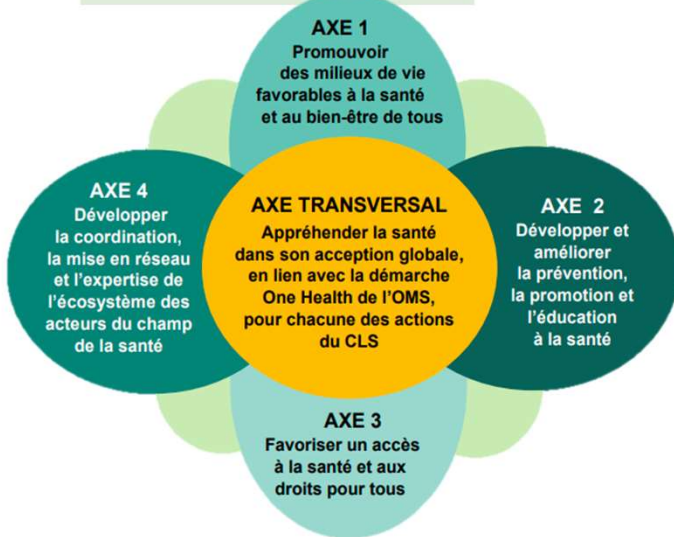 AXE 1
Promouvoir
des milieux de vie
favorables à la santé
et au bien-être de tous
AXE 4
Développer
la coordination,
la mise en réseau
et l'expertise de
l'écosystème des
acteurs du champ
de la santé
AXE TRANSVERSAL
Appréhender la santé
dans son acception globale,
en lien avec la démarche
One Health de l'OMS,
pour chacune des actions
du CLS
AXE 2
Développer et
améliorer
la prévention,
la promotion et
l'éducation
à la santé
AXE 3
Favoriser un accès
à la santé et aux
droits pour tous